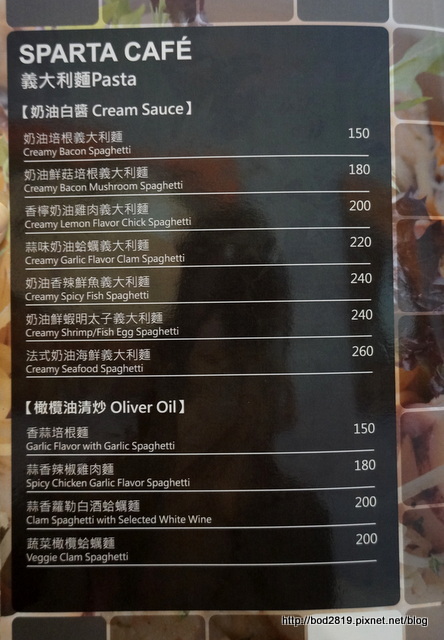 SPARTA CAFÉ
義大利麵Pasta
【奶油白醬 Cream Sauce】
奶油培根義大利麵 150
Creamy Bacon Spaghetti
奶油鮮菇培根義大利麵 180
Creamy Bacon Mushroom Spaghetti
香檸奶油雞肉義大利麵 200
Creamy Lemon Flavor Chick Spaghetti
蒜味奶油蛤蠣義大利麵 220
Creamy Garlic Flavor Clam Spaghetti
奶油香辣鮮魚義大利麵 240
Creamy Spicy Fish Spaghetti
奶油鮮蝦明太子義大利麵 240
Creamy Shrimp/Fish Egg Spaghetti
法式奶油海鮮義大利麵 260
Creamy Seafood Spaghetti
【橄欖油清炒 Oliver Oil】
香蒜培根麵 150
Garlic Flavor with Garlic Spaghetti
蒜香辣椒雞肉麵 180
Spicy Chicken Garlic Flavor Spaghetti
蒜香蘿勒白酒蛤蠣麵 200
Clam Spaghetti with Selected White Wine
蔬菜橄欖蛤蠣麵 200
Veggie Clam Spaghetti
http://bod2819.pixnet.net/blog